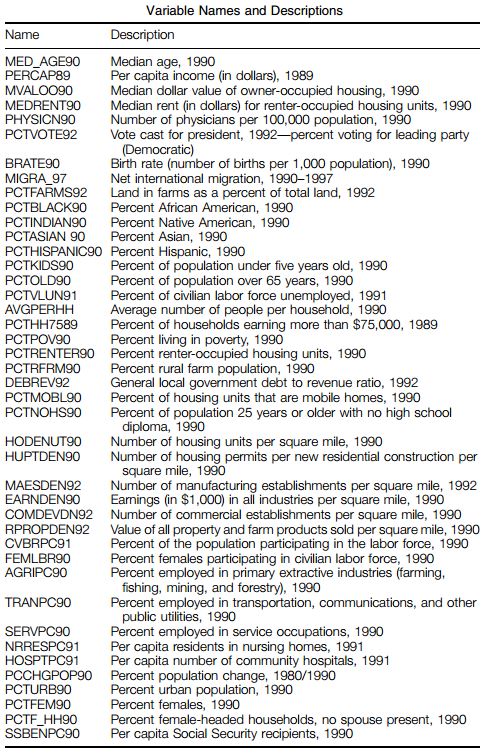 Variable Names and Descriptions
Name Description
MED_AGE90 Median age, 1990
PERCAP89 Per capita income (in dollars), 1989
MVALOO90 Median dollar value of owner-occupied housing, 1990
MEDRENT90 Median rent (in dollars) for renter-occupied housing units, 1990
PHYSICN90 Number of physicians per 100,000 population, 1990
PCTVOTE92 Vote cast for president, 1992—percent voting for leading party
(Democratic)
BRATE90 Birth rate (number of births per 1,000 population), 1990
MIGRA_97 Net international migration, 1990–1997
PCTFARMS92 Land in farms as a percent of total land, 1992
PCTBLACK90 Percent African American, 1990
PCTINDIAN90 Percent Native American, 1990
PCTASIAN 90 Percent Asian, 1990
PCTHISPANIC90 Percent Hispanic, 1990
PCTKIDS90 Percent of population under five years old, 1990
PCTOLD90 Percent of population over 65 years, 1990
PCTVLUN91 Percent of civilian labor force unemployed, 1991
AVGPERHH Average number of people per household, 1990
PCTHH7589 Percent of households earning more than $75,000, 1989
PCTPOV90 Percent living in poverty, 1990
PCTRENTER90 Percent renter-occupied housing units, 1990
PCTRFRM90 Percent rural farm population, 1990
DEBREV92 General local government debt to revenue ratio, 1992
PCTMOBL90 Percent of housing units that are mobile homes, 1990
PCTNOHS90 Percent of population 25 years or older with no high school
diploma, 1990
HODENUT90 Number of housing units per square mile, 1990
HUPTDEN90 Number of housing permits per new residential construction per
square mile, 1990
MAESDEN92 Number of manufacturing establishments per square mile, 1992
EARNDEN90 Earnings (in $1,000) in all industries per square mile, 1990
COMDEVDN92 Number of commercial establishments per square mile, 1990
RPROPDEN92 Value of all property and farm products sold per square mile, 1990
CVBRPC91 Percent of the population participating in the labor force, 1990
FEMLBR90 Percent females participating in civilian labor force, 1990
AGRIPC90 Percent employed in primary extractive industries (farming,
fishing, mining, and forestry), 1990
TRANPC90 Percent employed in transportation, communications, and other
public utilities, 1990
SERVPC90 Percent employed in service occupations, 1990
NRRESPC91 Per capita residents in nursing homes, 1991
HOSPTPC91 Per capita number of community hospitals, 1991
PCCHGPOP90 Percent population change, 1980/1990
PCTURB90 Percent urban population, 1990
PCTFEM90 Percent females, 1990
PCTF_HH90 Percent female-headed households, no spouse present, 1990
SSBENPC90 Per capita Social Security recipients, 1990